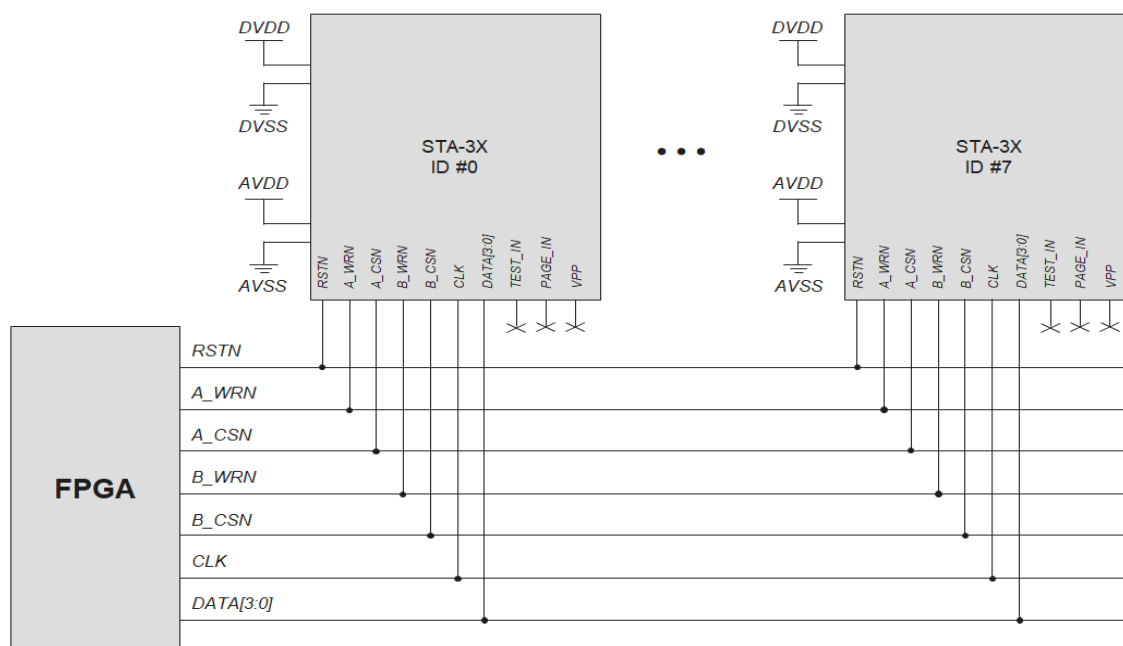 DVDD
DVSS
AVDD
AVSS
STA-3X
ID #0
RSTN
A_WRN
A_CSN
B_WRN
B_CSN
CLK
DATA[3:0]
TEST_IN
PAGE_IN
VPP
• • •
DVDD
DVSS
AVDD
AVSS
STA-3X
ID #7
RSTN
A_WRN
A_CSN
B_WRN
B_CSN
CLK
DATA[3:0]
TEST_IN
PAGE_IN
VPP
FPGA
RSTN
A_WRN
A_CSN
B_WRN
B_CSN
CLK
DATA[3:0]